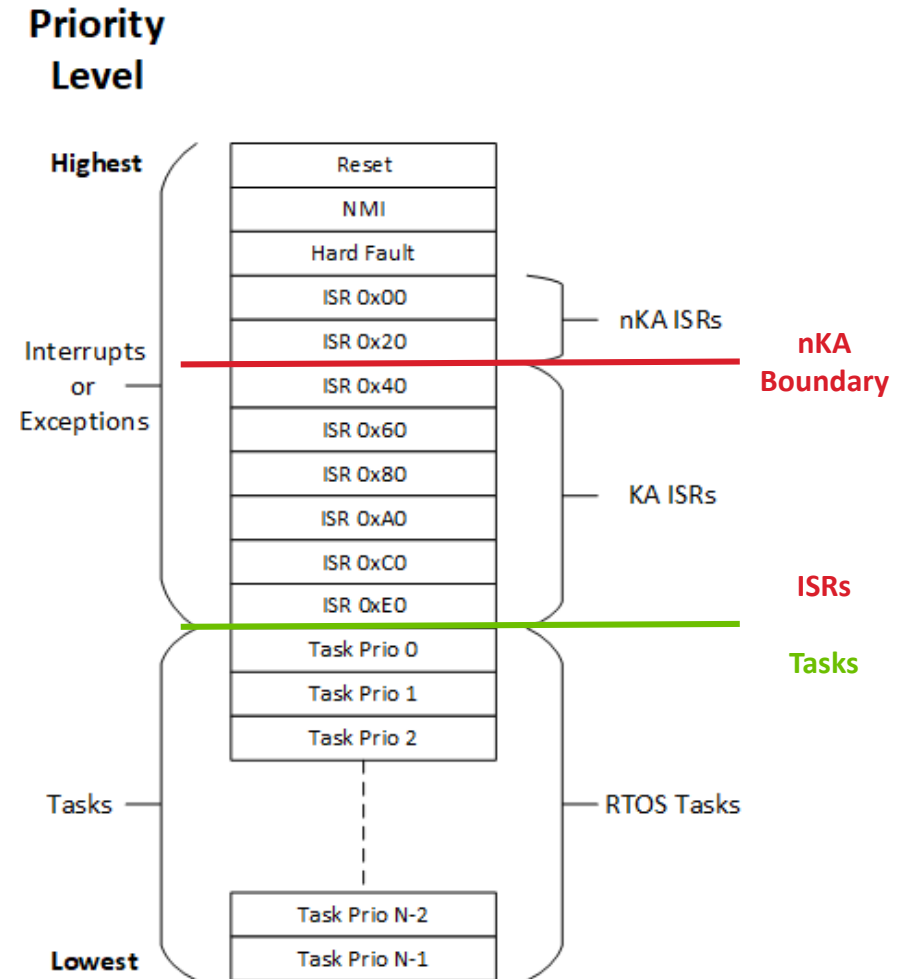 Priority
Level
Highest
Reset
NMI
Hard Fault
ISR 0x00
nKA ISRs
ISR 0x20
nKA
Boundary
Interrupts
or
Exceptions
ISR 0x40
ISR 0x60
ISR 0x80
KA ISRs
ISR 0xA0
ISR 0xC0
ISR 0xE0
ISRs
Tasks
Task Prio 0
Task Prio 1
Task Prio 2
Tasks
RTOS Tasks
Task Prio N-2
Lowest
Task Prio N-1